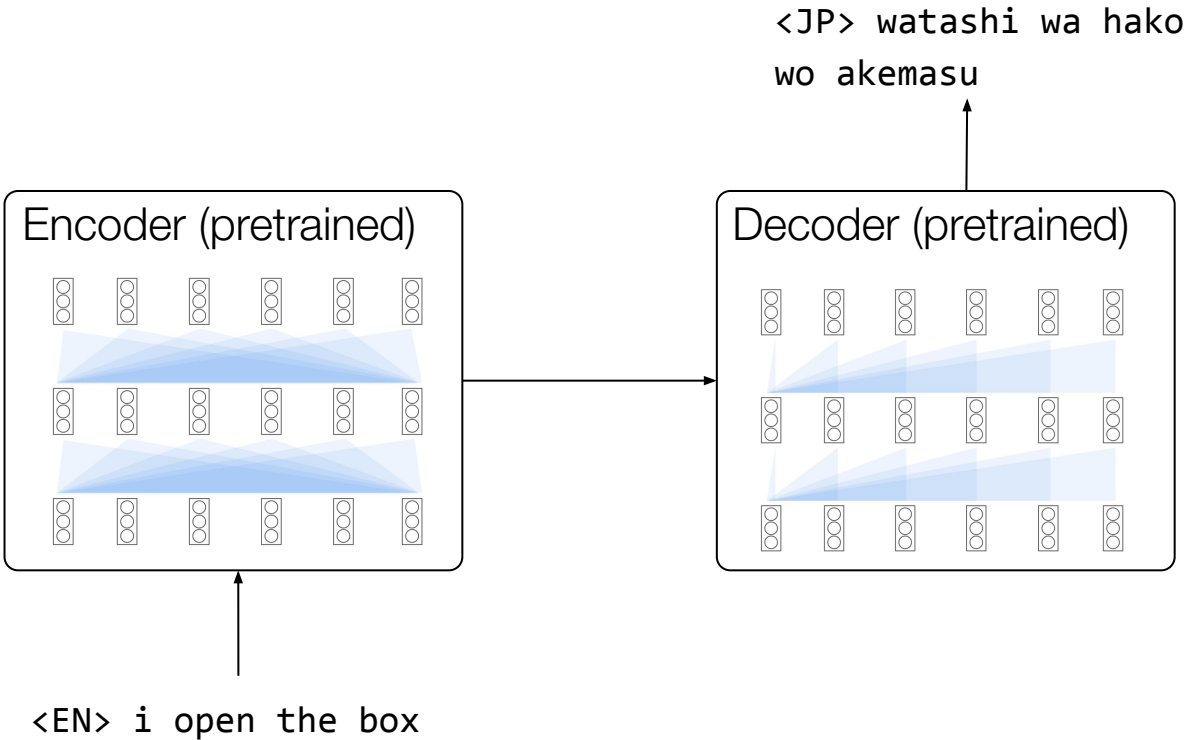 <JP> watashi wa hako
wo akemasu
Encoder (pretrained)
Decoder (pretrained)
<EN> i open the box